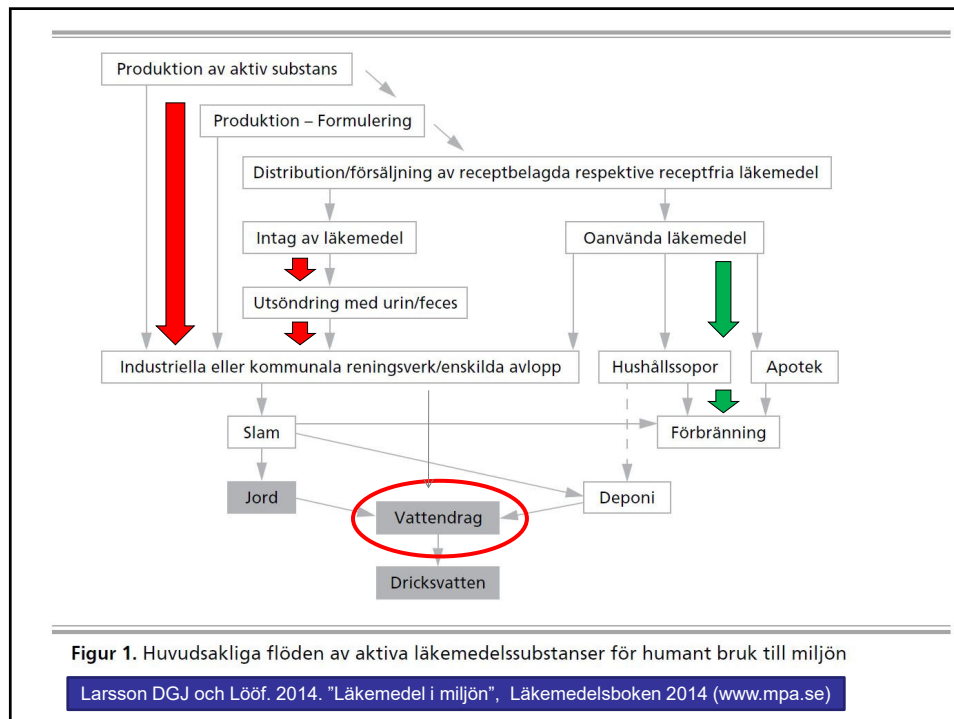 Produktion av aktiv substans
Produktion – Formulering
Distribution/försäljning av receptbelagda respektive receptfria läkemedel
Intag av läkemedel
Oanvända läkemedel
Utsöndring med urin/feces
Industriella eller kommunala reningsverk/enskilda avlopp
Hushållssopor
Apotek
Slam
Förbränning
Jord
Vattendrag
Deponi
Dricksvatten
Figur 1. Huvudsakliga flöden av aktiva läkemedelssubstanser för humant bruk till miljön
Larsson DGJ och Lööf. 2014. ”Läkemedel i miljön”, Läkemedelsboken 2014 (www.mpa.se)